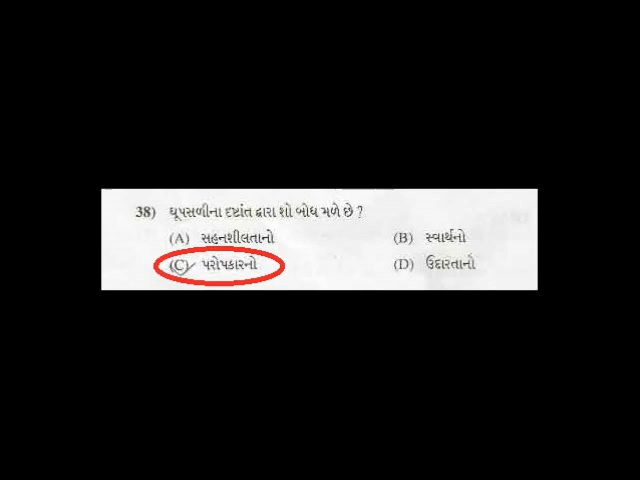 38) ધૂપસળીના દૃષ્ટાંત દ્વારા શો બોધ મળે છે ?
(A) સહનશીલતાનો (B) સ્વાર્થનો
(C) પરોપકારનો (D) ઉદારતાનો